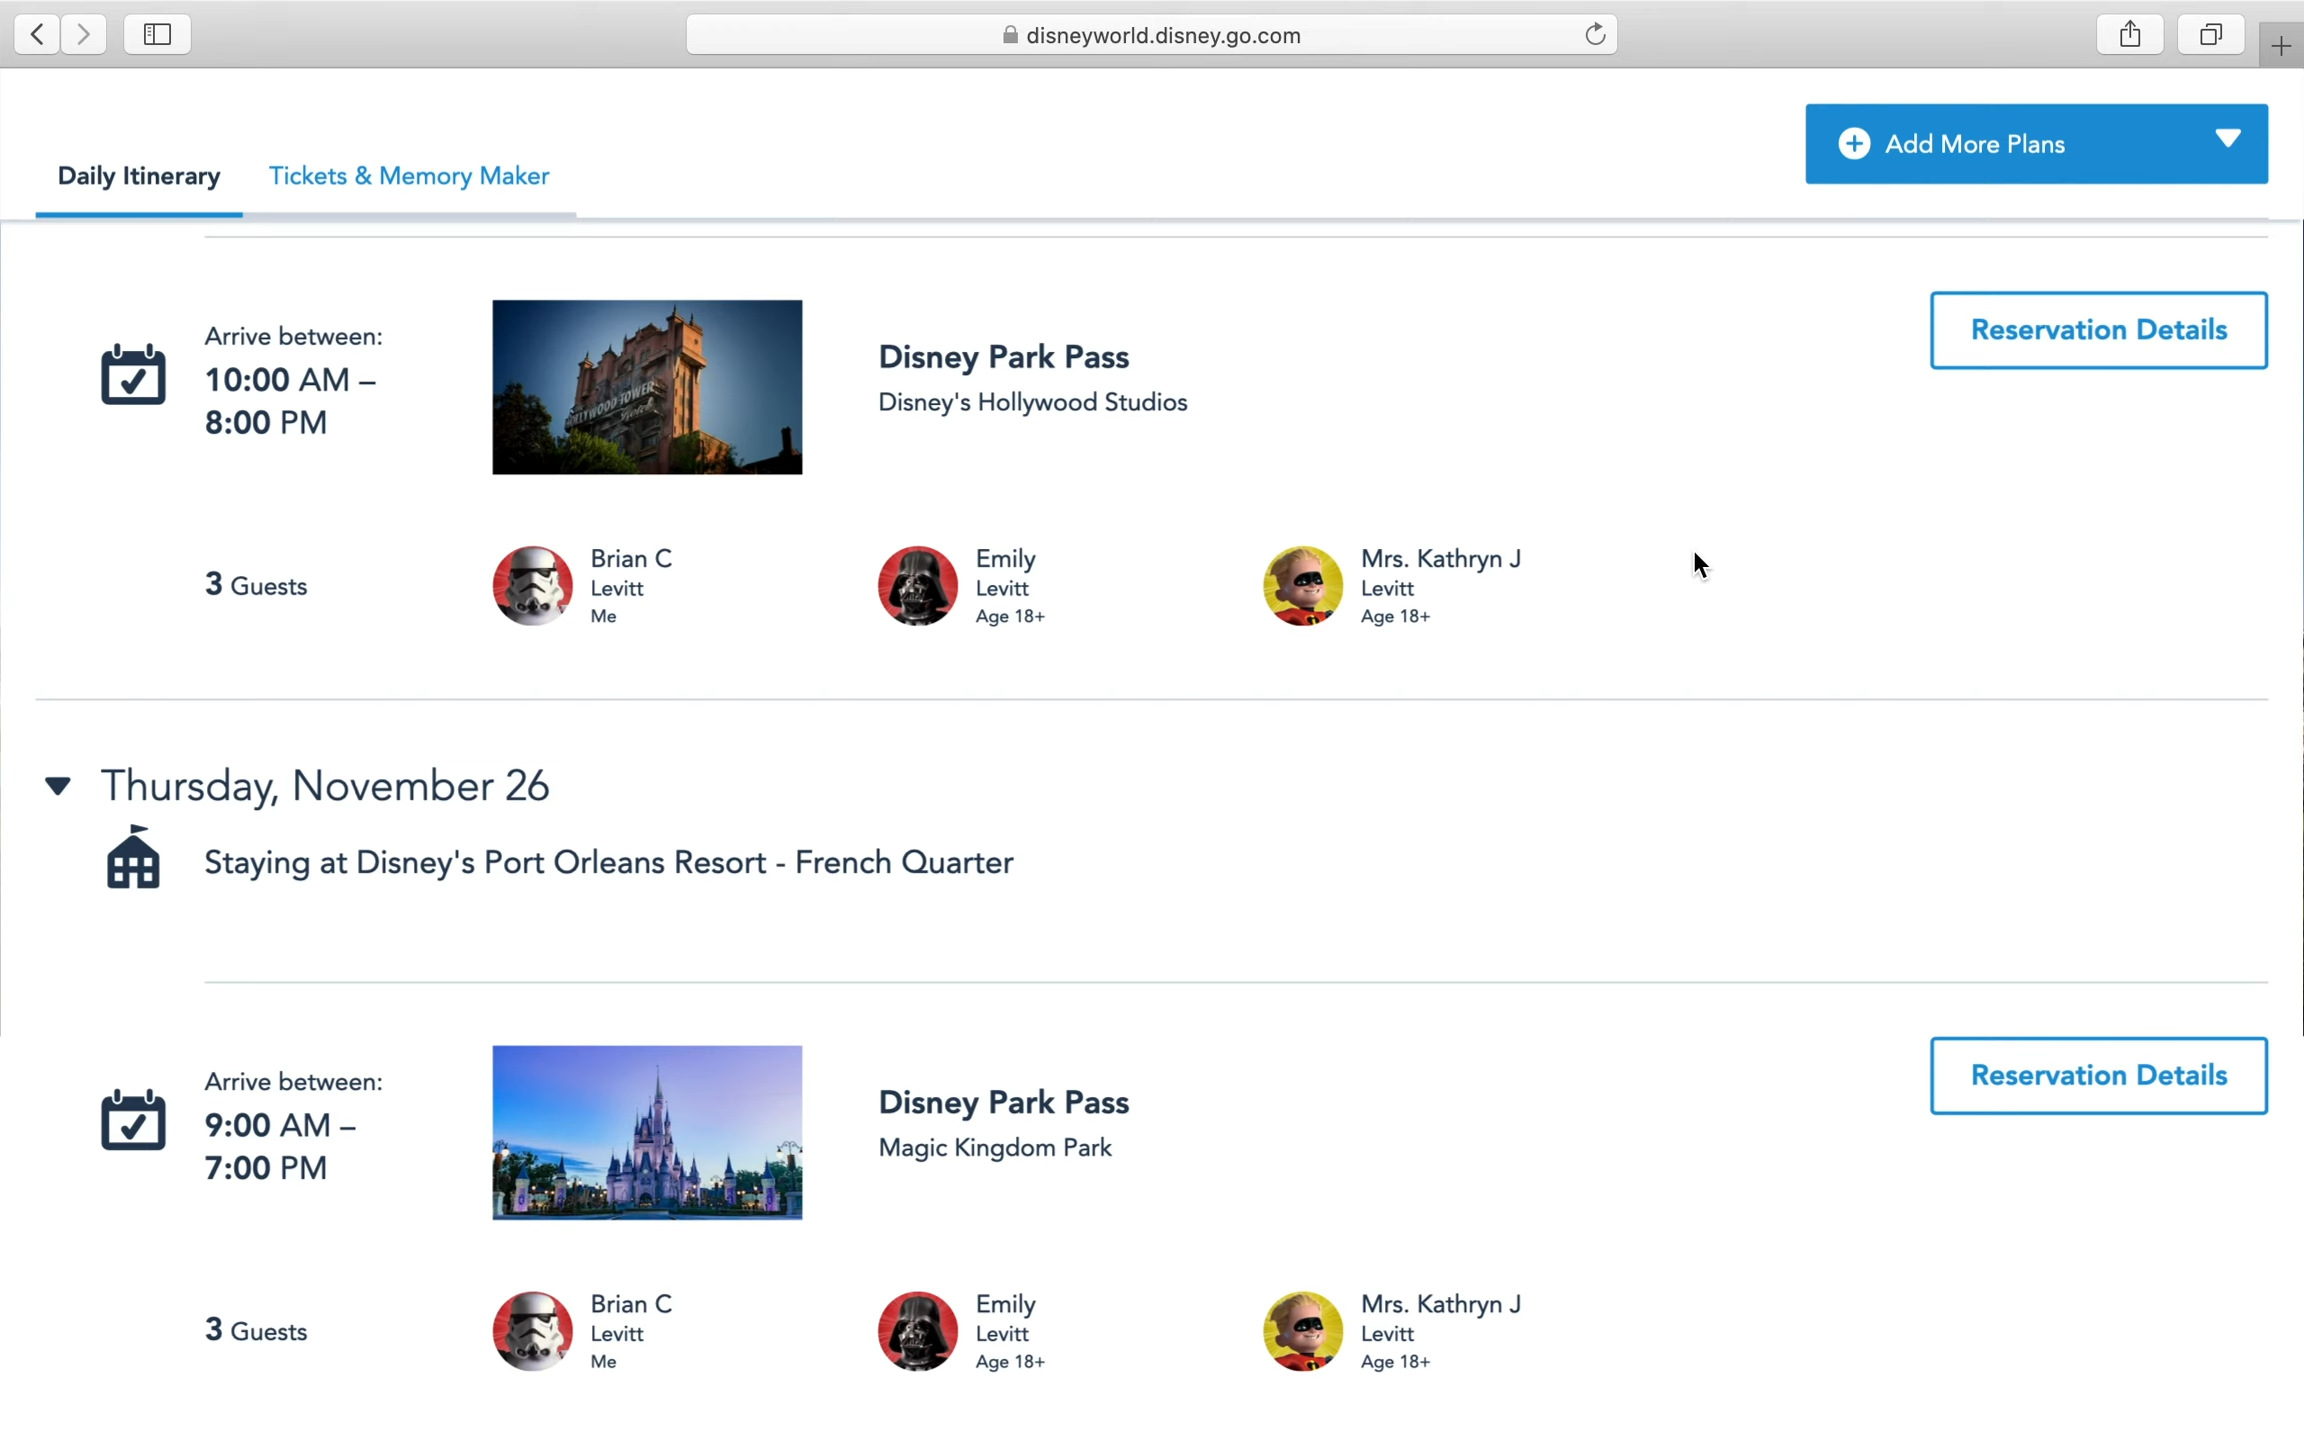 disneyworld.disney.go.com
Add More Plans
Daily Itinerary
Tickets & Memory Maker
Arrive between:
10:00 AM –
8:00 PM
HOLLYWOOD TOWER
Hotel
Disney Park Pass
Disney's Hollywood Studios
Reservation Details
3 Guests
Brian C
Levitt
Me
Emily
Levitt
Age 18+
Mrs. Kathryn J
Levitt
Age 18+
Thursday, November 26
Staying at Disney's Port Orleans Resort - French Quarter
Arrive between:
9:00 AM –
7:00 PM
Disney Park Pass
Magic Kingdom Park
Reservation Details
3 Guests
Brian C
Levitt
Me
Emily
Levitt
Age 18+
Mrs. Kathryn J
Levitt
Age 18+